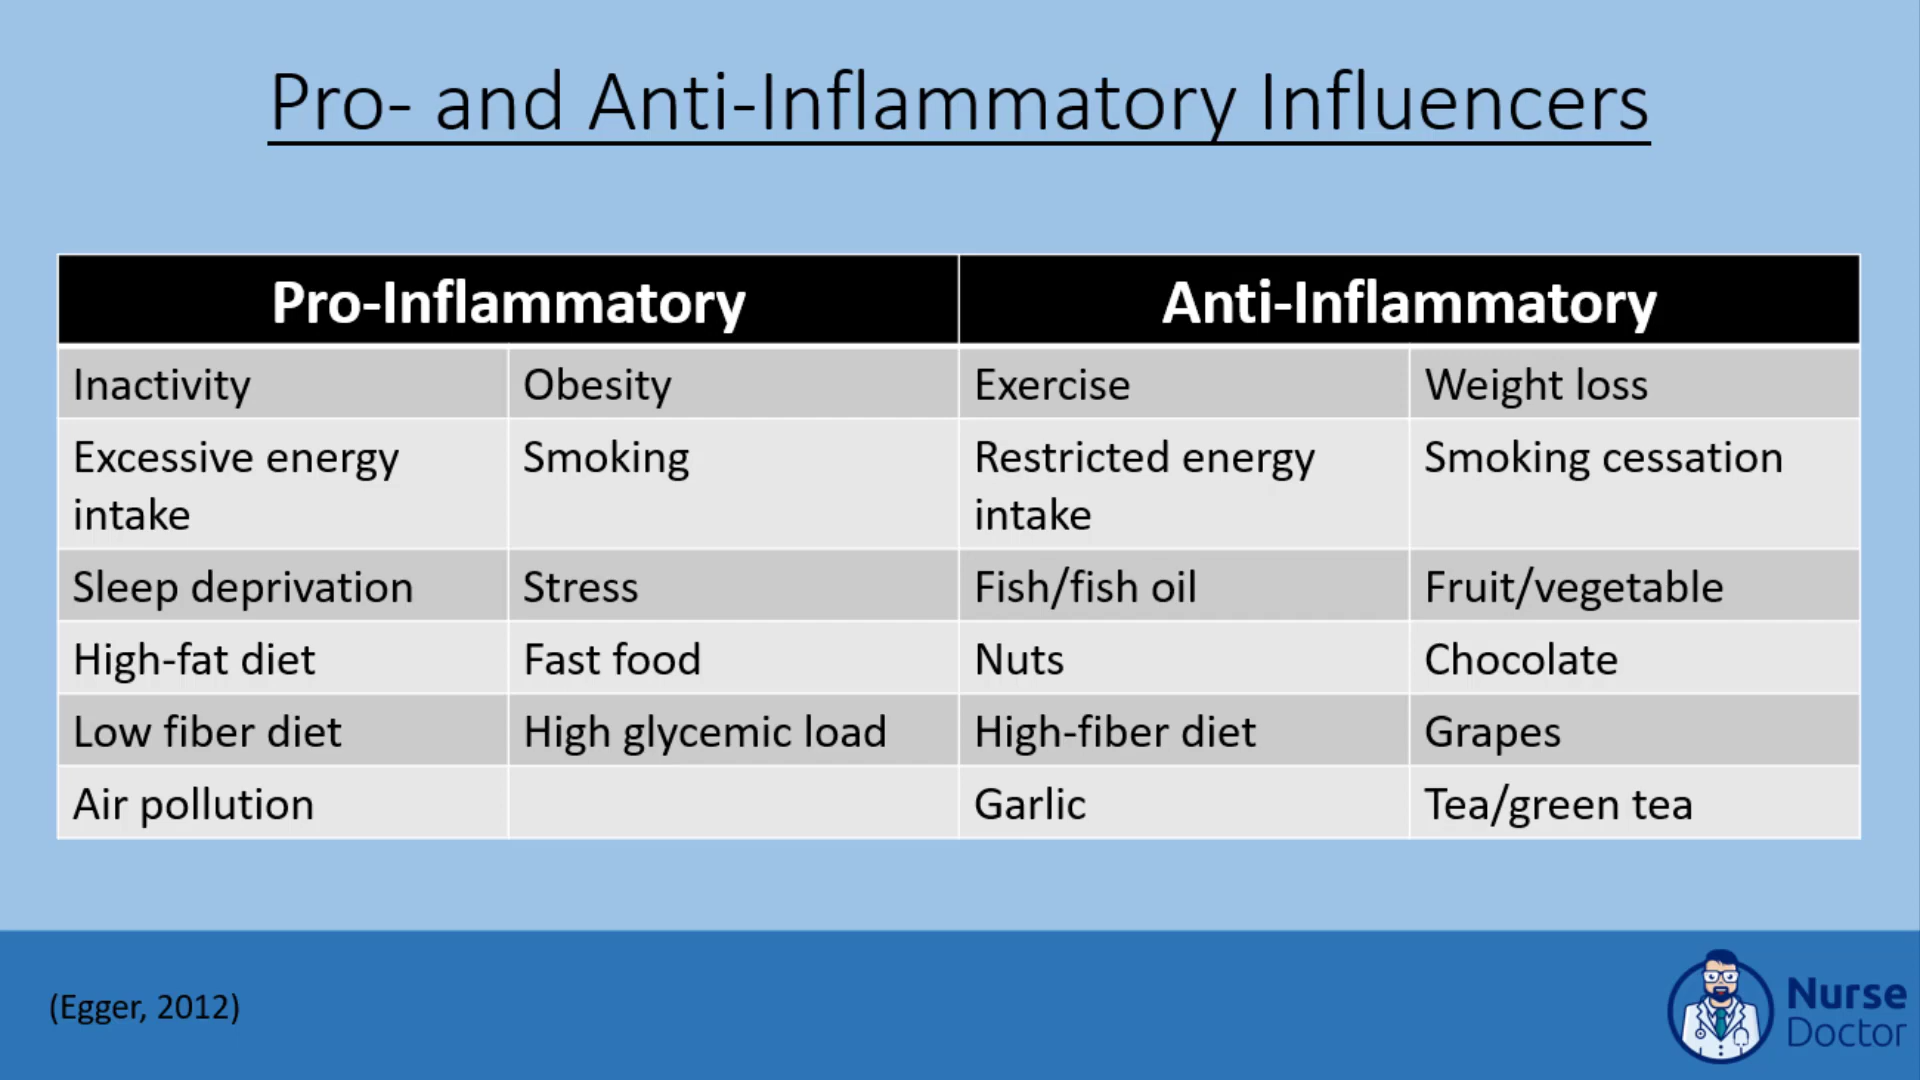 Pro- and Anti-Inflammatory Influencers
Pro-Inflammatory Anti-Inflammatory
Inactivity Obesity Exercise Weight loss
Excessive energy Smoking Restricted energy Smoking cessation
intake intake
Sleep deprivation Stress Fish/fish oil Fruit/vegetable
High-fat diet Fast food Nuts Chocolate
Low fiber diet High glycemic load High-fiber diet Grapes
Air pollution Garlic Tea/green tea
(Egger, 2012)
Nurse
Doctor